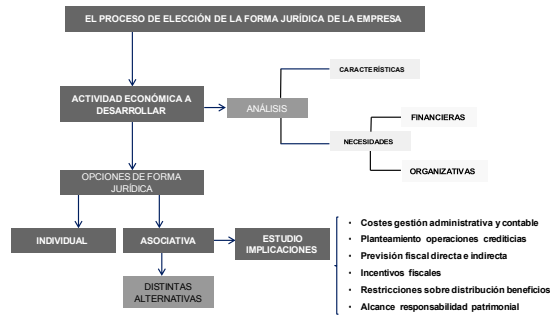 EL PROCESO DE ELECCIÓN DE LA FORMA JURÍDICA DE LA EMPRESA
CARACTERÍSTICAS
ACTIVIDAD ECONÓMICA A
DESARROLLAR
ANÁLISIS
FINANCIERAS
NECESIDADES
ORGANIZATIVAS
OPCIONES DE FORMA
JURÍDICA
INDIVIDUAL
ASOCIATIVA
ESTUDIO
IMPLICACIONES
DISTINTAS
ALTERNATIVAS
• Costes gestión administrativa y contable
• Planteamiento operaciones crediticias
• Previsión fiscal directa e indirecta
• Incentivos fiscales
• Restricciones sobre distribución beneficios
• Alcance responsabilidad patrimonial